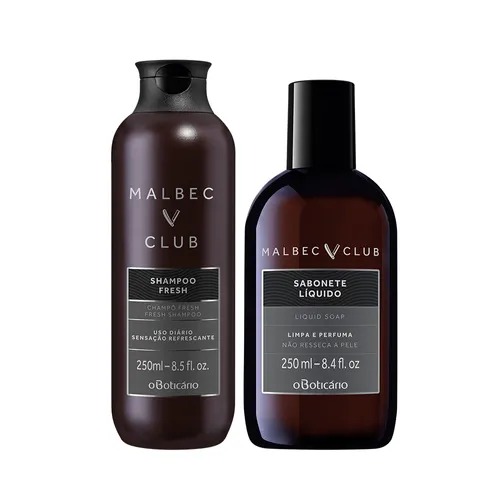 MALBEC
CLUB
SHAMPOO
FRESH
CHAMPÔ FRESH
FRESH SHAMPOO
USO DIÁRIO
SENSAÇÃO REFRESCANTE
250ml – 8.5 fl. oz.
oBoticário
MALBEC CLUB
SABONETE
LÍQUIDO
LIQUID SOAP
LIMPA E PERFUMA
NÃO RESSECA A PELE
250 ml – 8.4 fl. oz.
oBoticário